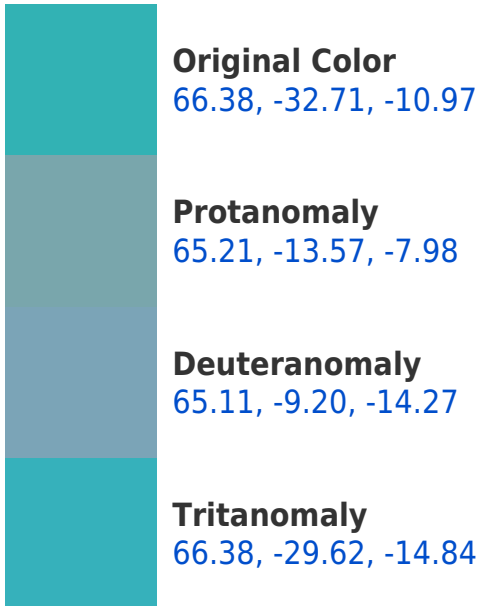 Original Color
66.38, -32.71, -10.97
Protanomaly
65.21, -13.57, -7.98
Deuteranomaly
65.11, -9.20, -14.27
Tritanomaly
66.38, -29.62, -14.84